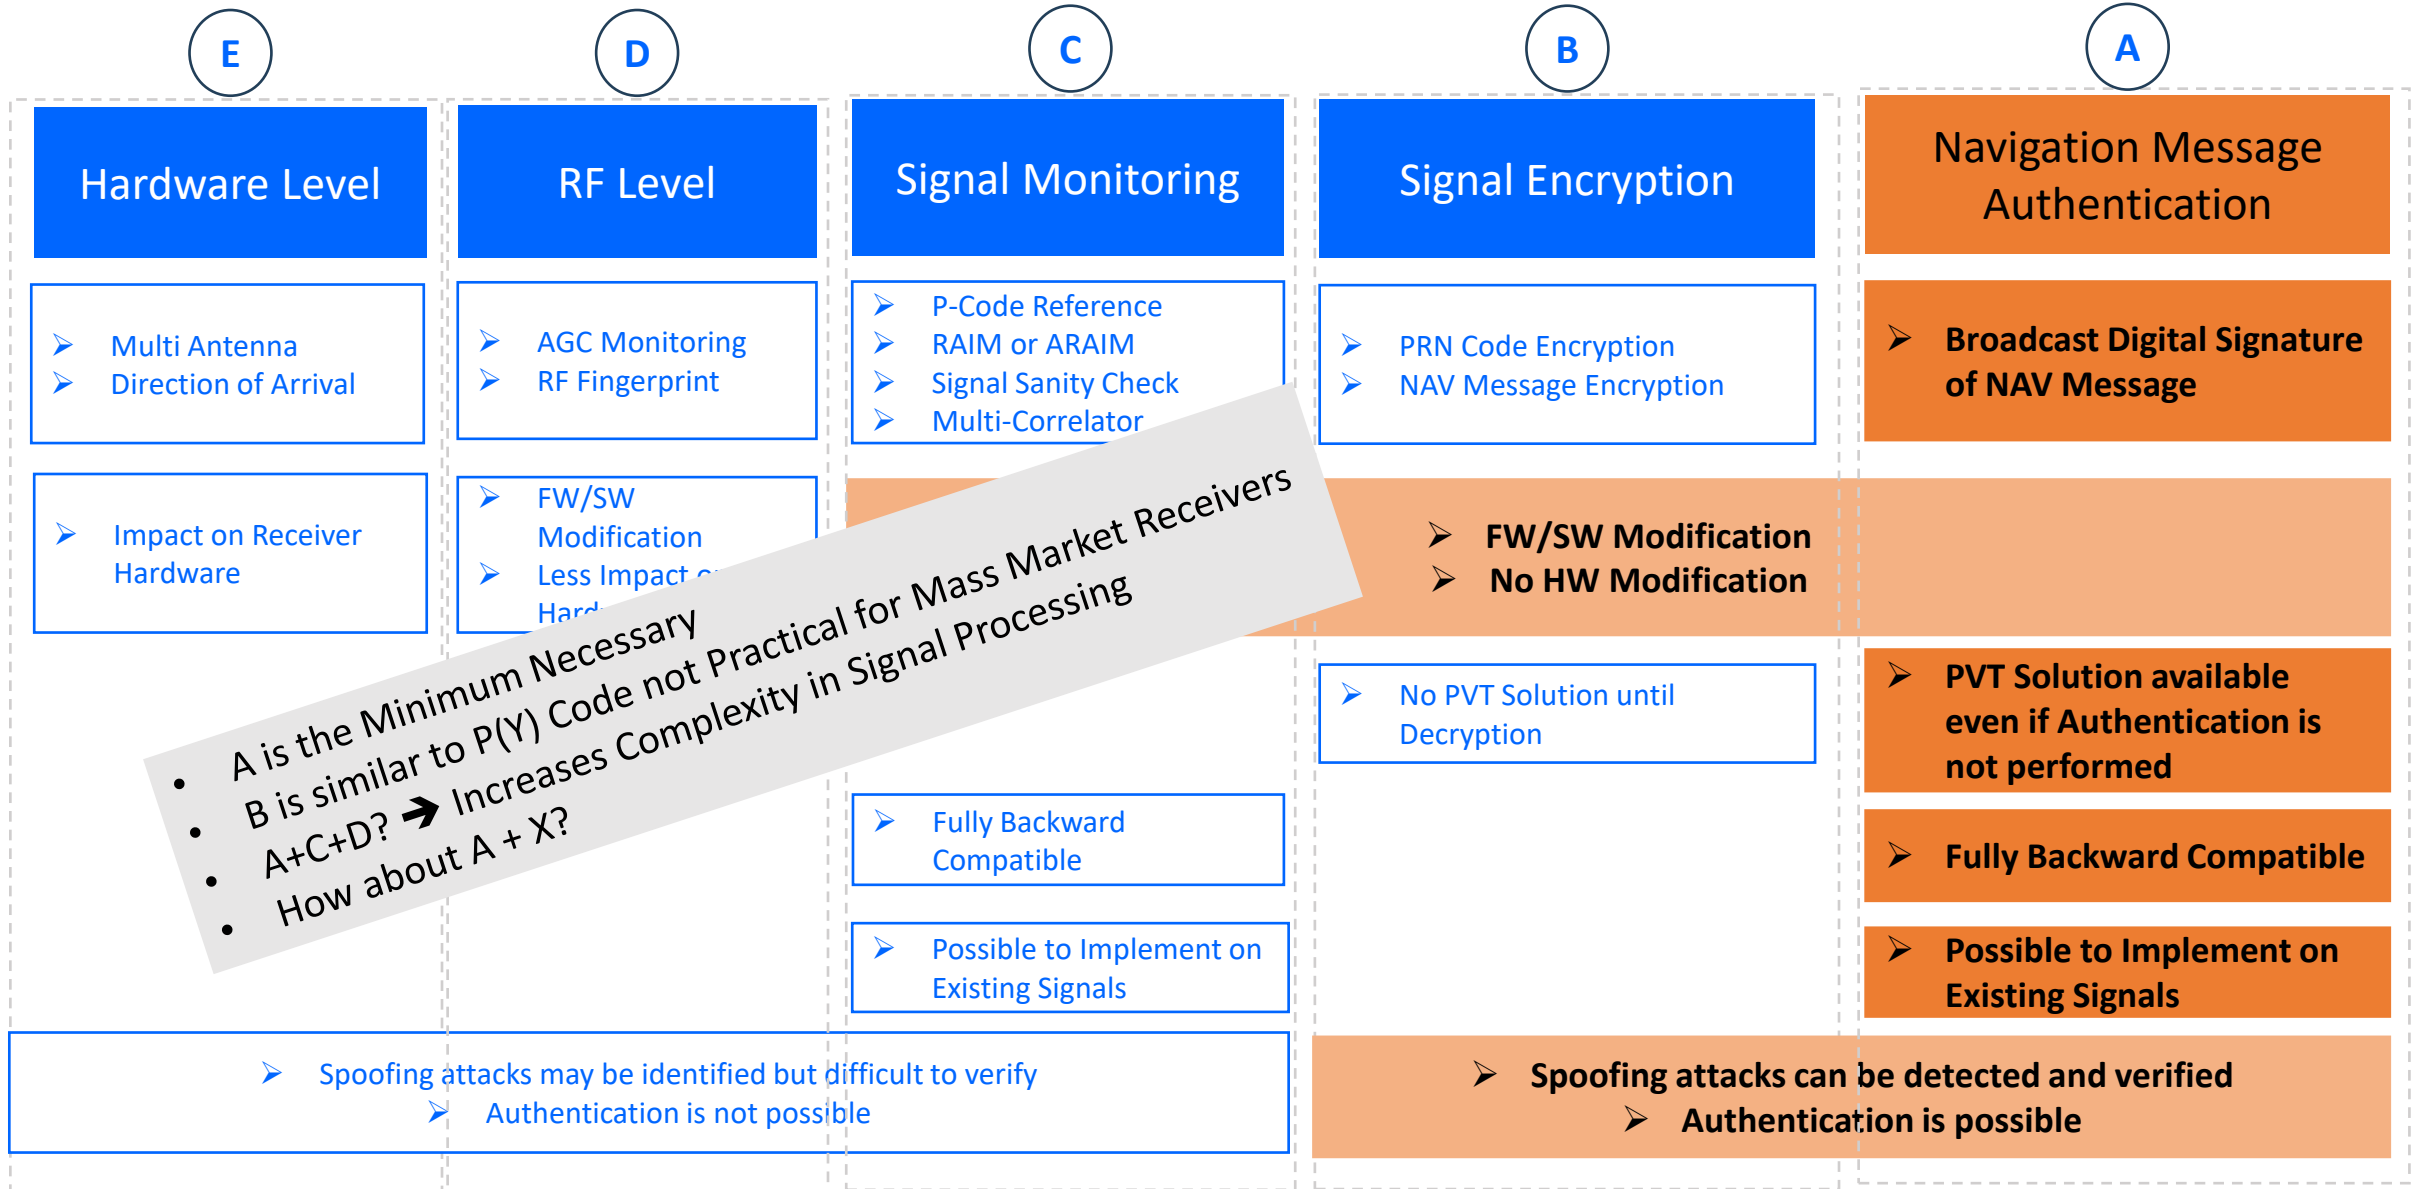 E
D
C
B
A
Hardware Level
RF Level
Signal Monitoring
Signal Encryption
Navigation Message
Authentication
➢ Multi Antenna
➢ Direction of Arrival
➢ AGC Monitoring
➢ RF Fingerprint
➢ P-Code Reference
➢ RAIM or ARAIM
➢ Signal Sanity Check
➢ Multi-Correlator
➢ PRN Code Encryption
➢ NAV Message Encryption
➢ Broadcast Digital Signature
of NAV Message
➢ Impact on Receiver
Hardware
➢ FW/SW
Modification
➢ Less Impact
➢ FW/SW Modification
➢ No HW Modification
• A is the Minimum Necessary
• B is similar to P(Y) Code not Practical for Mass Market Receivers
• A+C+D? ➔ Increases Complexity in Signal Processing
• How about A + X?
➢ No PVT Solution until
Decryption
➢ PVT Solution available
even if Authentication is
not performed
➢ Fully Backward
Compatible
➢ Fully Backward Compatible
➢ Possible to Implement on
Existing Signals
➢ Possible to Implement on
Existing Signals
➢ Spoofing attacks may be identified but difficult to verify
➢ Authentication is not possible
➢ Spoofing attacks can be detected and verified
➢ Authentication is possible